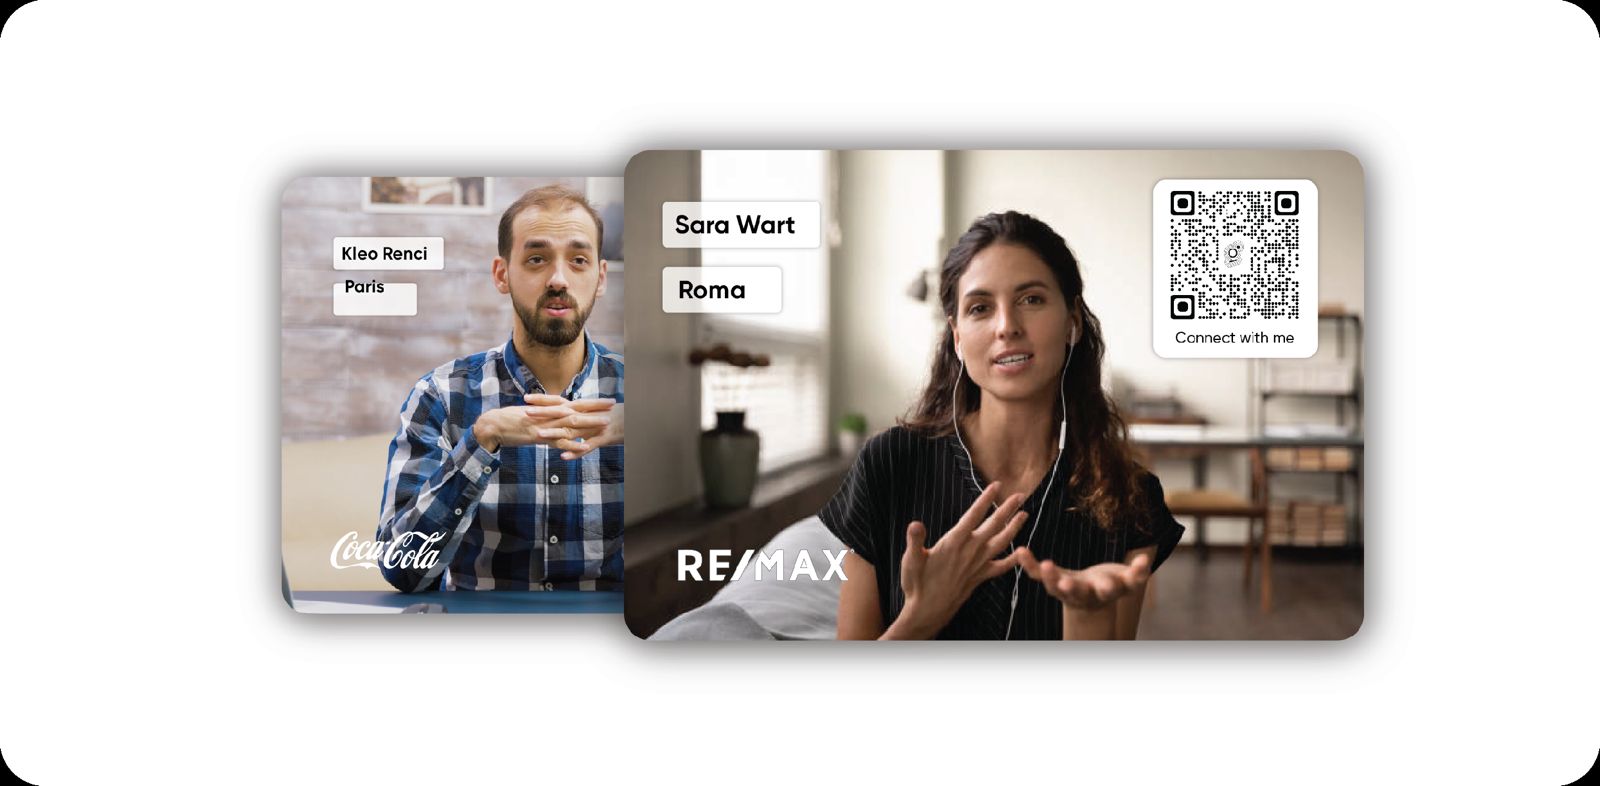 Kleo Renci
Paris
Coca-Cola
Sara Wart
Roma
RE/MAX
Connect with me